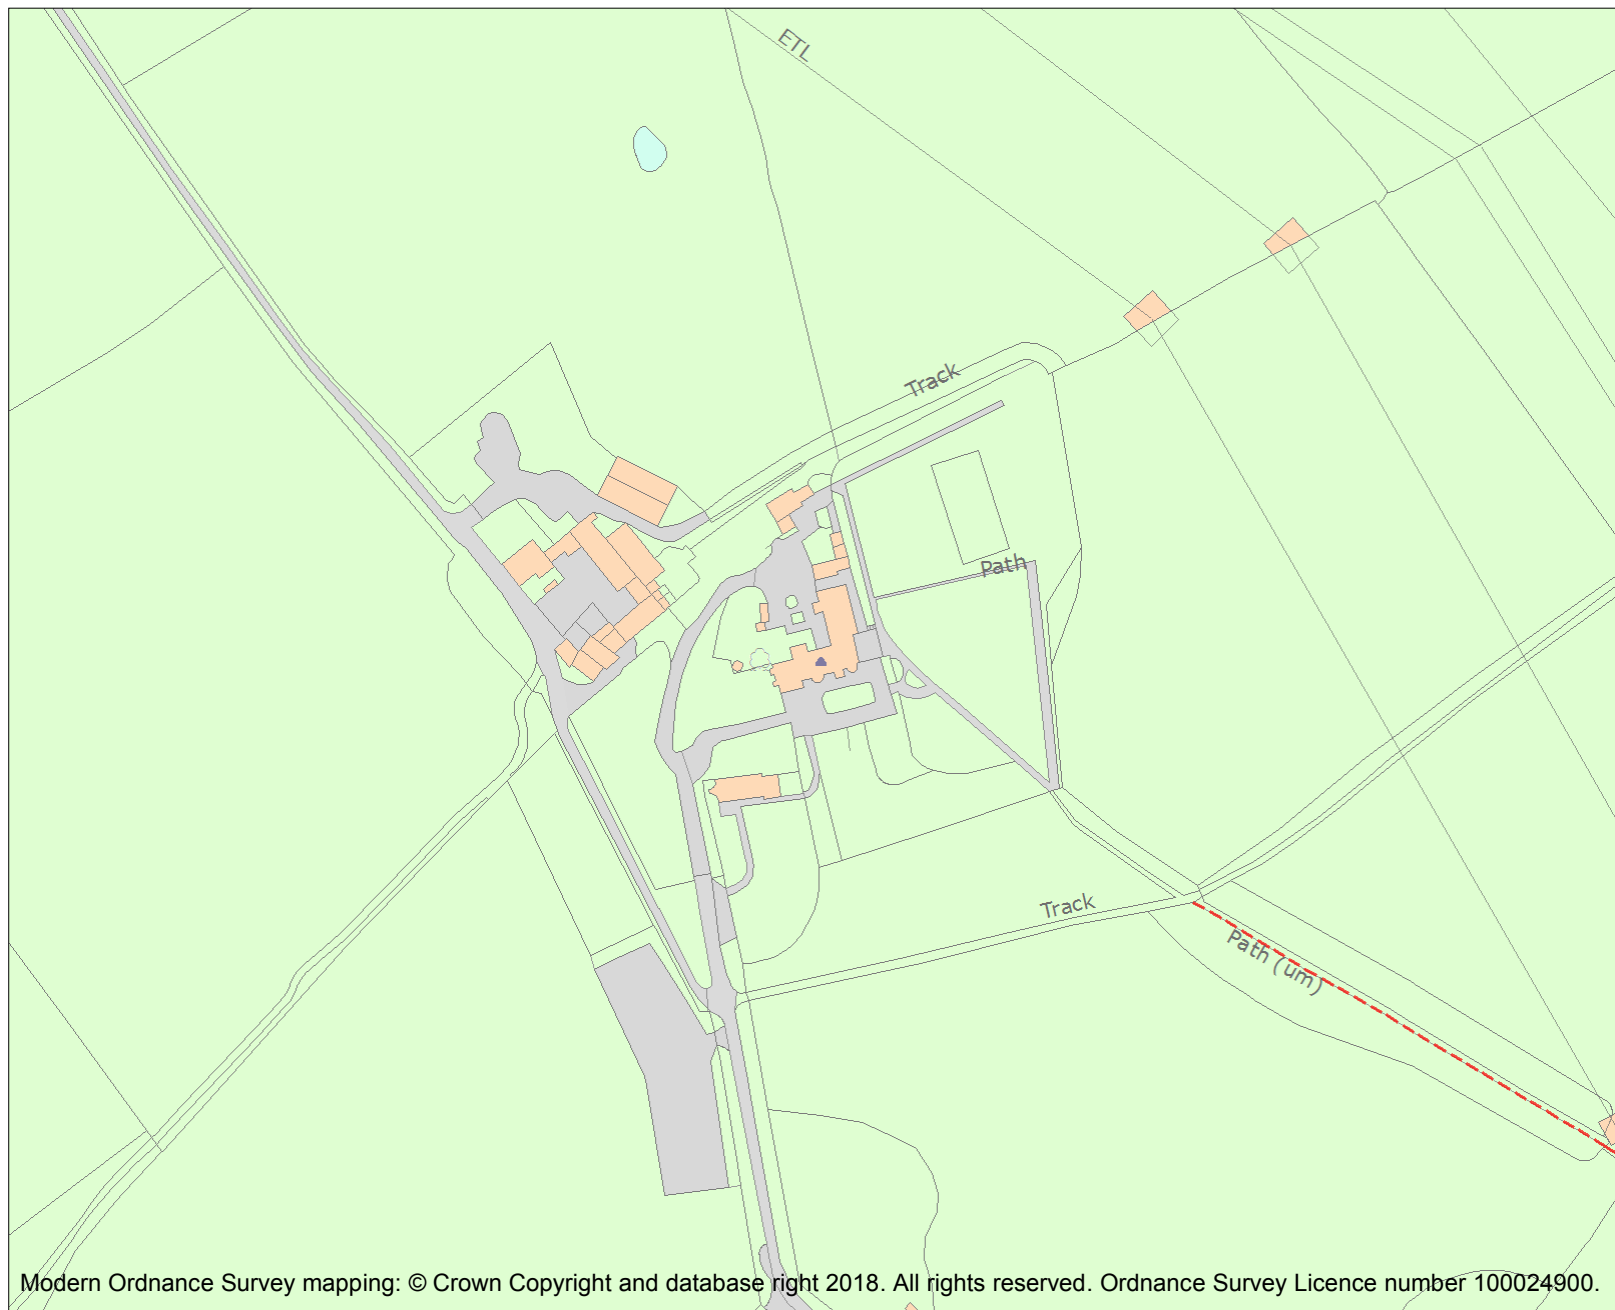 ETL
Track
Path
Track
Path (um)
Modern Ordnance Survey mapping: © Crown Copyright and database right 2018. All rights reserved. Ordnance Survey Licence number 100024900.